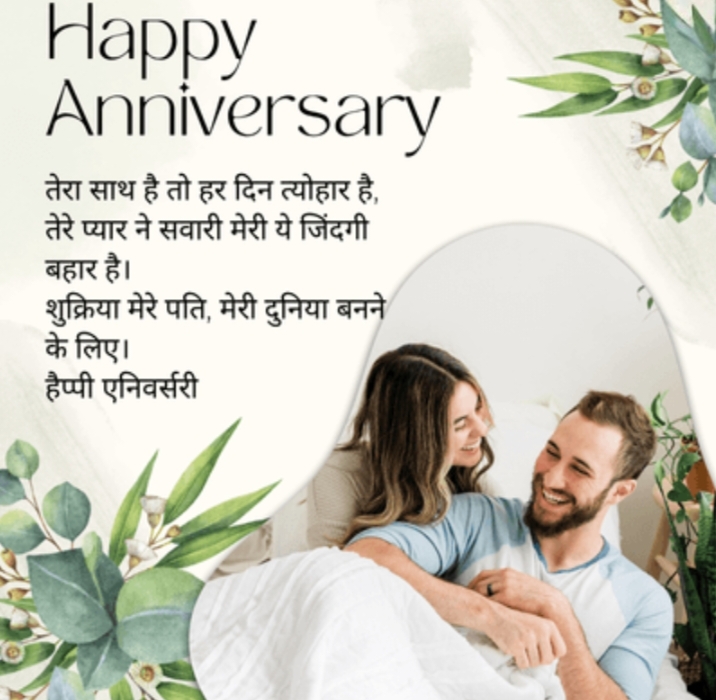 Happy
Anniversary
तेरा साथ है तो हर दिन त्योहार है,
तेरे प्यार ने सवारी मेरी ये जिंदगी
बहार है।
शुक्रिया मेरे पति, मेरी दुनिया बनने
के लिए।
हैप्पी एनिवर्सरी